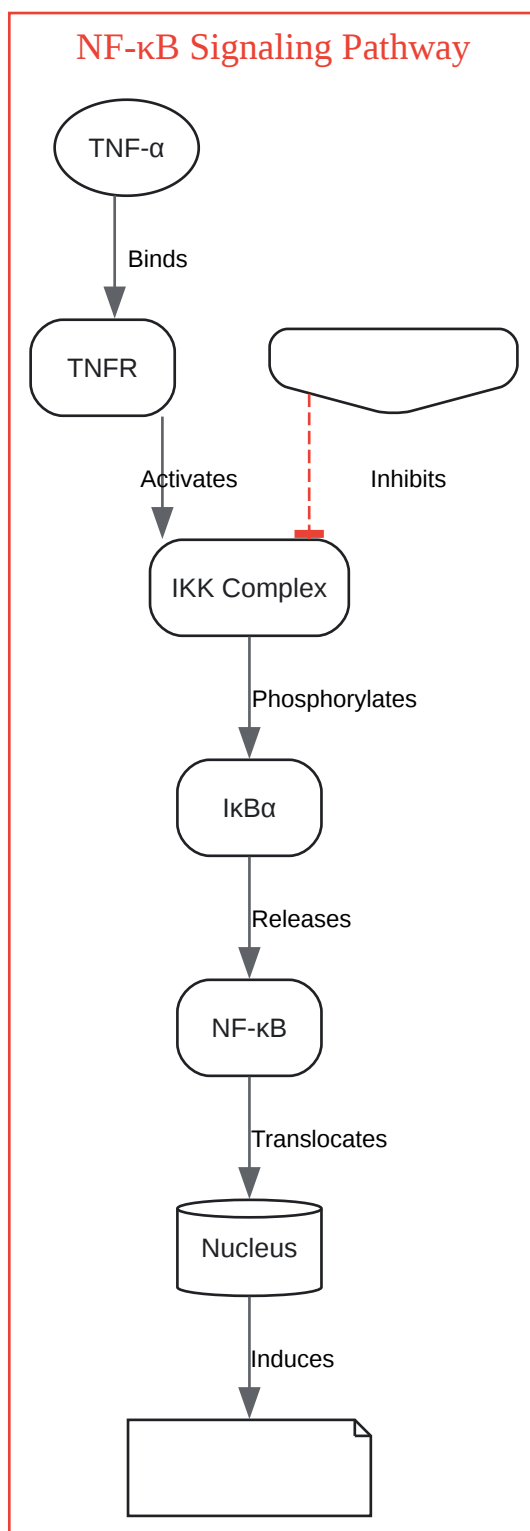 NF-κB Signaling Pathway
TNF-α
Binds
TNFR
Activates
Inhibits
IKK Complex
Phosphorylates
IκBα
Releases
NF-κB
Translocates
Nucleus
Induces